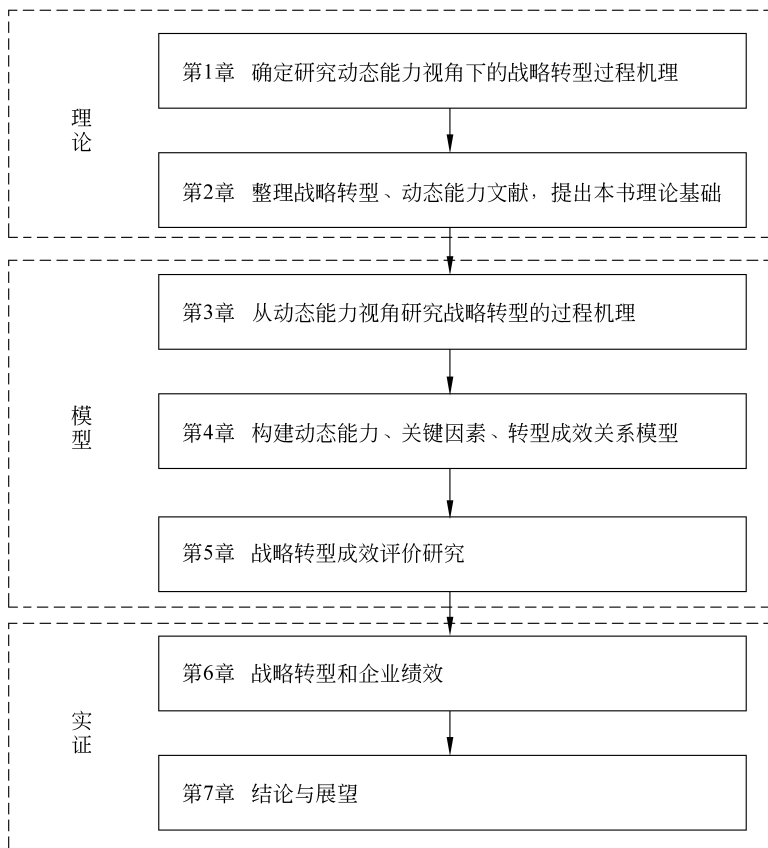 理论
第1章 确定研究动态能力视角下的战略转型过程机理
第2章 整理战略转型、动态能力文献，提出本书理论基础
模型
第3章 从动态能力视角研究战略转型的过程机理
第4章 构建动态能力、关键因素、转型成效关系模型
第5章 战略转型成效评价研究
实证
第6章 战略转型和企业绩效
第7章 结论与展望